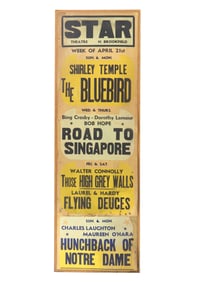 STAR
THEATRE N BROOKFIELD
WEEK OF APRIL 21st
SUN. & MON.
SHIRLEY TEMPLE
THE BLUEBIRD
WED. & THURS.
Bing Crosby - Dorothy Lamour
BOB HOPE
ROAD TO
SINGAPORE
FRI. & SAT.
WALTER CONNOLLY
THOSE HIGH GREY WALLS
LAUREL & HARDY
FLYING DEUCES
SUN. & MON.
CHARLES LAUGHTON
MAUREEN O'HARA
HUNCHBACK OF
NOTRE DAME